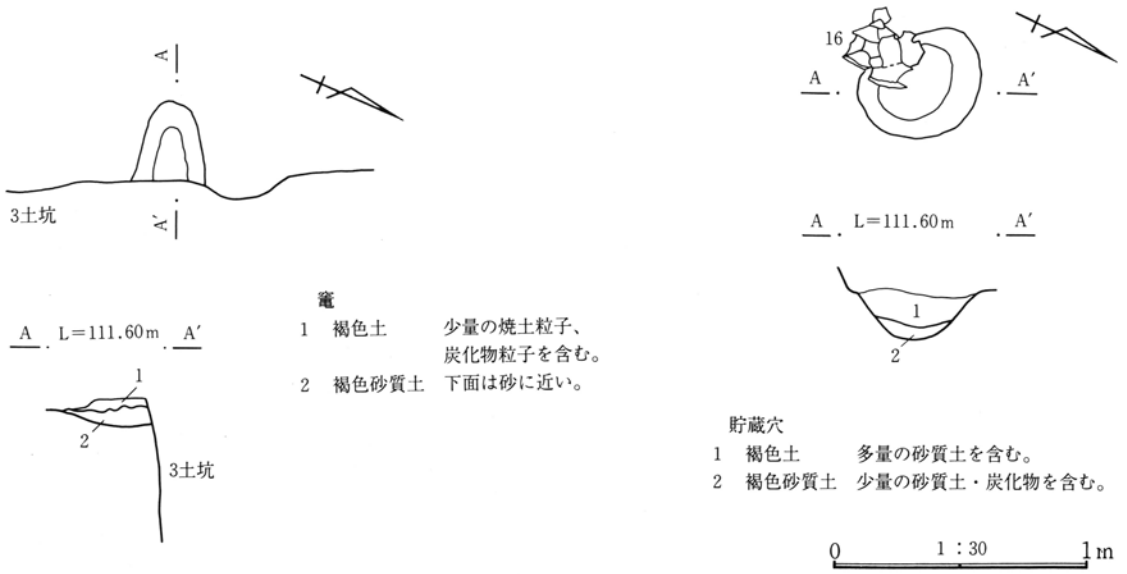 A
A′
3土坑
A L=111.60m A′
1
2
3土坑
竈
1 褐色土 少量の焼土粒子、
炭化物粒子を含む。
2 褐色砂質土 下面は砂に近い。
16
A A′
A L=111.60m A′
1
2
貯蔵穴
1 褐色土 多量の砂質土を含む。
2 褐色砂質土 少量の砂質土・炭化物を含む。
0 1:30 1m